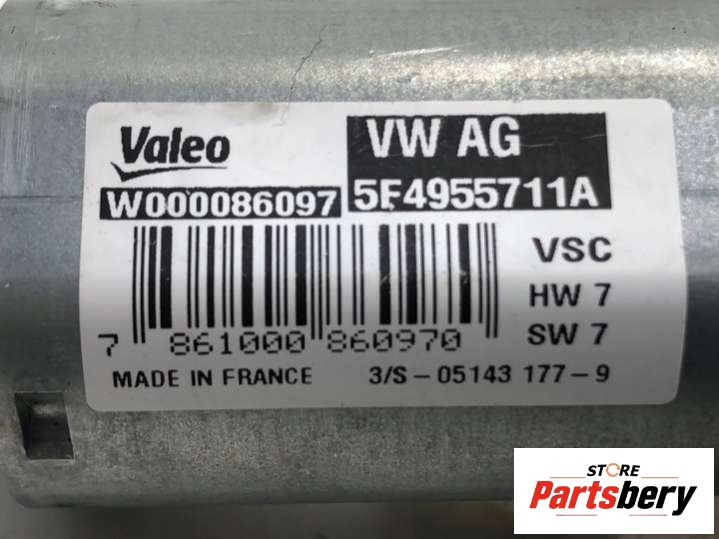 Valeo
VW AG
W000086097
5F4955711A
VSC
HW 7
SW 7
7 861000 860970
MADE IN FRANCE 3/S-05143 177-9
STORE
Partsbery